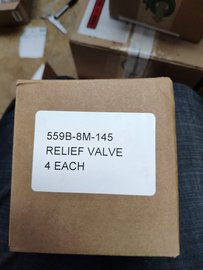 559B-8M-145
RELIEF VALVE
4 EACH